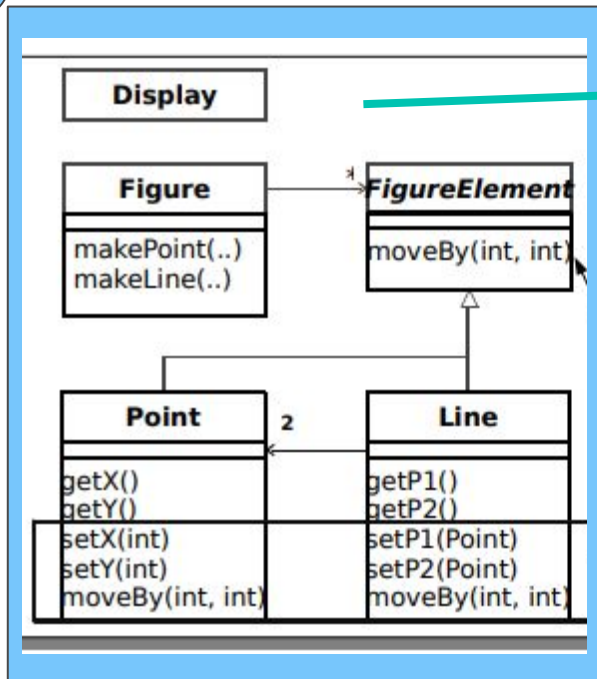 Display
Figure
*
FigureElement
makePoint(..)
makeLine(..)
moveBy(int, int)
Point
2
Line
getX()
getY()
setX(int)
setY(int)
moveBy(int, int)
getP1()
getP2()
setP1(Point)
setP2(Point)
moveBy(int, int)